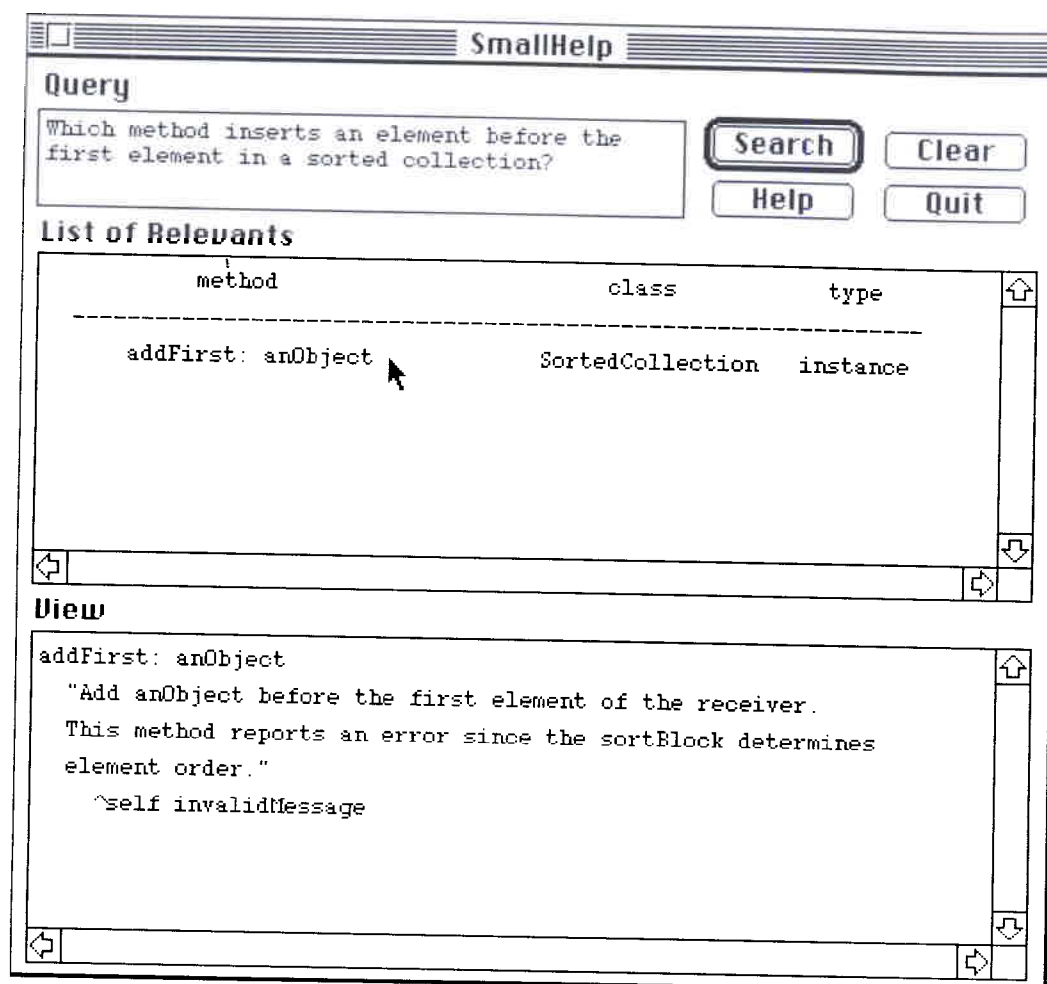 SmallHelp
Query
Which method inserts an element before the
first element in a sorted collection?
Search
Clear
Help
Quit
List of Relevants
method class type
----------------------------------------------------------------------
addFirst: anObject SortedCollection instance
View
addFirst: anObject
"Add anObject before the first element of the receiver.
This method reports an error since the sortBlock determines
element order."
^self invalidMessage